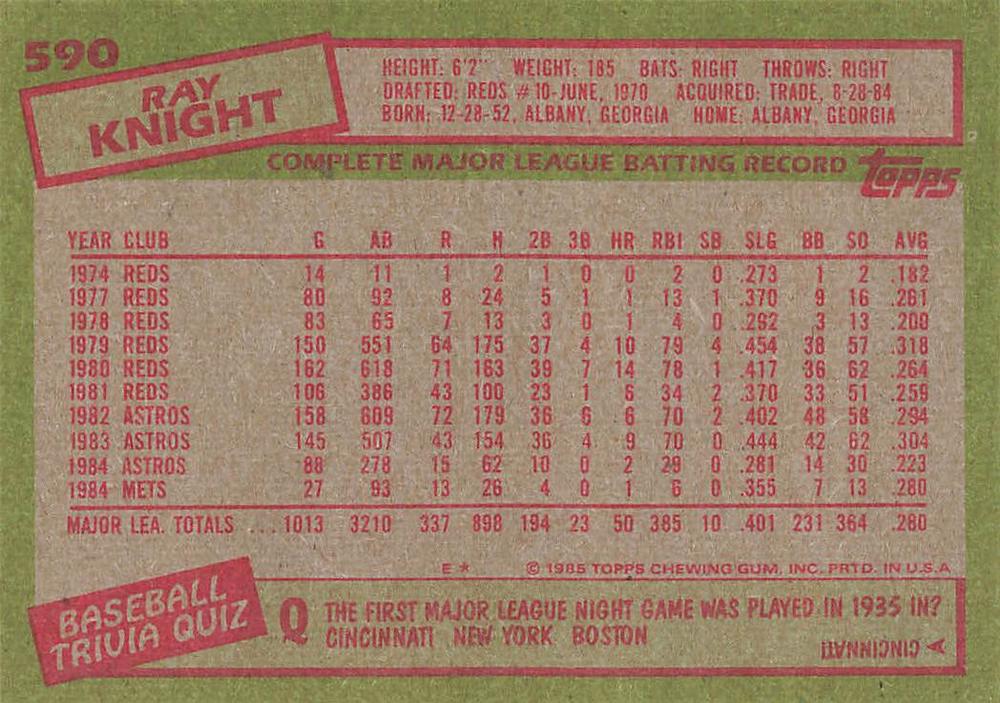 590
RAY
KNIGHT
HEIGHT: 6'2" WEIGHT: 185 BATS: RIGHT THROWS: RIGHT
DRAFTED: REDS #10-JUNE, 1970 ACQUIRED: TRADE, 8-28-84
BORN: 12-28-52, ALBANY, GEORGIA HOME: ALBANY, GEORGIA
COMPLETE MAJOR LEAGUE BATTING RECORD topps
YEAR CLUB G AB R H 2B 3B HR RBI SB SLG BB SO AVG
1974 REDS 14 11 1 2 1 0 0 2 0 .273 1 2 .182
1977 REDS 80 92 8 24 5 1 1 13 1 .370 9 16 .261
1978 REDS 83 65 7 13 3 0 1 4 0 .292 3 13 .200
1979 REDS 150 551 64 175 37 4 10 79 4 .454 38 57 .318
1980 REDS 162 618 71 163 39 7 14 78 1 .417 36 62 .264
1981 REDS 106 386 43 100 23 1 6 34 2 .370 33 51 .259
1982 ASTROS 158 609 72 179 36 6 6 70 2 .402 48 58 .294
1983 ASTROS 145 507 43 154 36 4 9 70 0 .444 42 62 .304
1984 ASTROS 88 278 15 62 10 0 2 29 0 .281 14 30 .223
1984 METS 27 93 13 26 4 0 1 6 0 .355 7 13 .280
MAJOR LEA. TOTALS ... 1013 3210 337 898 194 23 50 385 10 .401 231 364 .280
E* © 1985 TOPPS CHEWING GUM, INC. PRTD. IN U.S.A
BASEBALL
TRIVIA QUIZ
Q THE FIRST MAJOR LEAGUE NIGHT GAME WAS PLAYED IN 1935 IN?
CINCINNATI NEW YORK BOSTON
A CINCINNATI